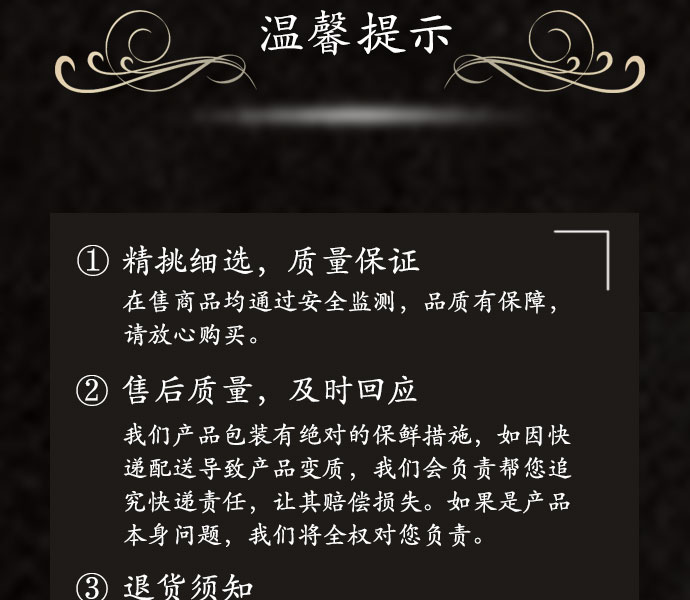 温馨提示
① 精挑细选，质量保证
在售商品均通过安全监测，品质有保障，
请放心购买。
② 售后质量，及时回应
我们产品包装有绝对的保鲜措施，如因快
递配送导致产品变质，我们会负责帮您追
究快递责任，让其赔偿损失。如果是产品
本身问题，我们将全权对您负责。
③ 退货须知